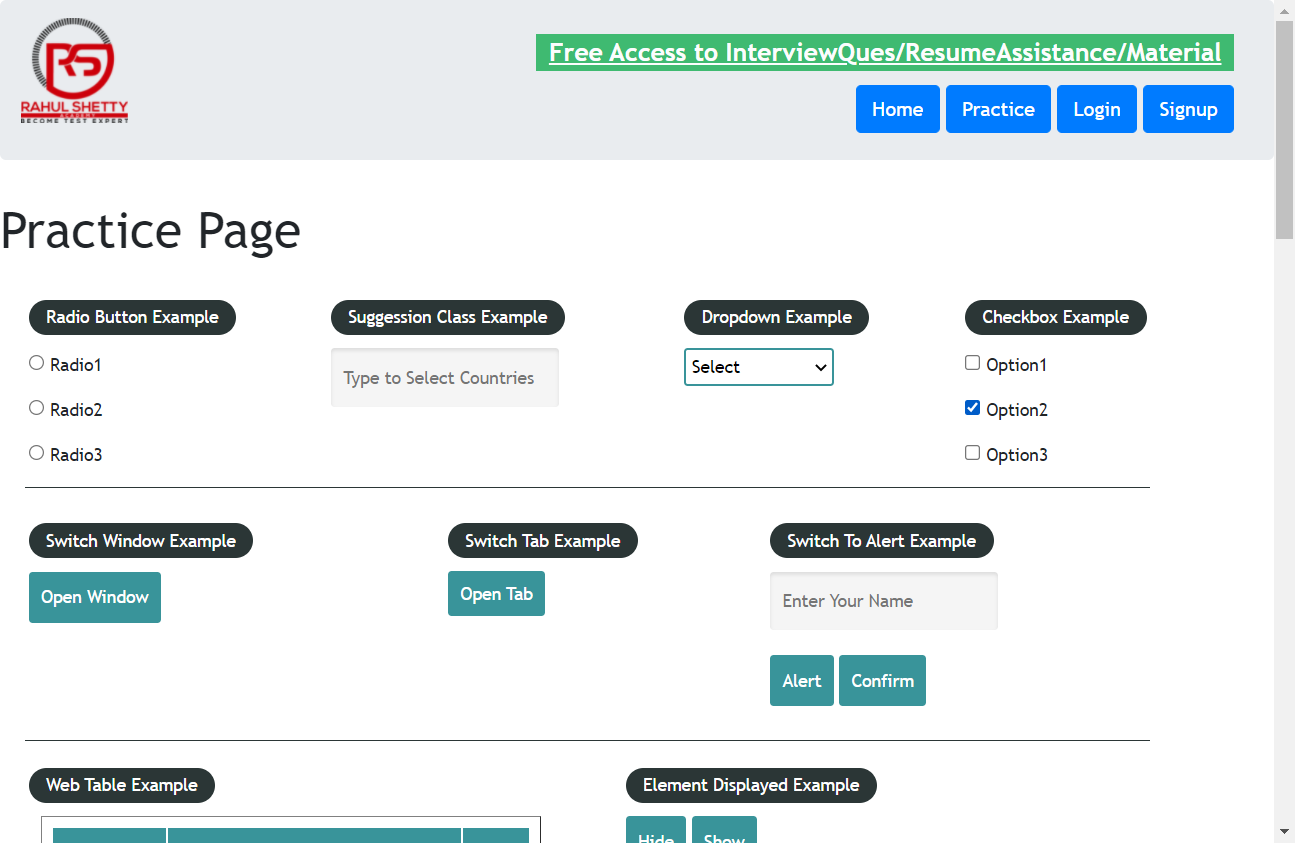 RAHUL SHETTY
ACADEMY
BECOME TEST EXPERT
Free Access to InterviewQues/ResumeAssistance/Material
Home Practice Login Signup
Practice Page
Radio Button Example
Radio1
Radio2
Radio3
Suggession Class Example
Type to Select Countries
Dropdown Example
Select
Checkbox Example
Option1
Option2
Option3
Switch Window Example
Open Window
Switch Tab Example
Open Tab
Switch To Alert Example
Enter Your Name
Alert Confirm
Web Table Example
Element Displayed Example
Hide Show